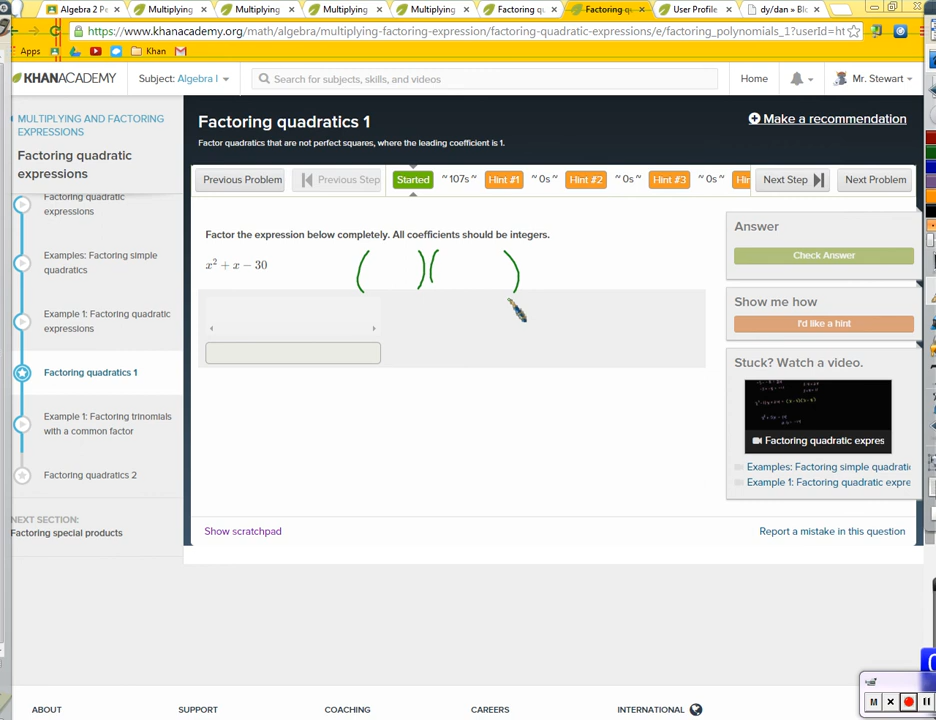 Algebra 2 Pe
Multiplying
Multiplying
Multiplying
Multiplying
Factoring qu
Factoring q
User Profile
dy/dan » Blo
https://www.khanacademy.org/math/algebra/multiplying-factoring-expression/factoring-quadratic-expressions/e/factoring_polynomials_1?userId=ht
Apps
Khan
KHANACADEMY
Subject: Algebra I
Search for subjects, skills, and videos
Home
Mr. Stewart
MULTIPLYING AND FACTORING
EXPRESSIONS
Factoring quadratic
expressions
Factoring quadratic
expressions
Examples: Factoring simple
quadratics
Example 1: Factoring quadratic
expressions
Factoring quadratics 1
Example 1: Factoring trinomials
with a common factor
Factoring quadratics 2
NEXT SECTION:
Factoring special products
Factoring quadratics 1
Make a recommendation
Factor quadratics that are not perfect squares, where the leading coefficient is 1.
Previous Problem
Previous Step
Started
~ 107s ~
Hint #1
~ 0s ~
Hint #2
~ 0s ~
Hint #3
~ 0s ~
Hin
Next Step
Next Problem
Factor the expression below completely. All coefficients should be integers.
x² + x − 30
( )( )
Show scratchpad
Report a mistake in this question
Answer
Check Answer
Show me how
I'd like a hint
Stuck? Watch a video.
Factoring quadratic expres
Examples: Factoring simple quadratic
Example 1: Factoring quadratic expre
ABOUT
SUPPORT
COACHING
CAREERS
INTERNATIONAL
M